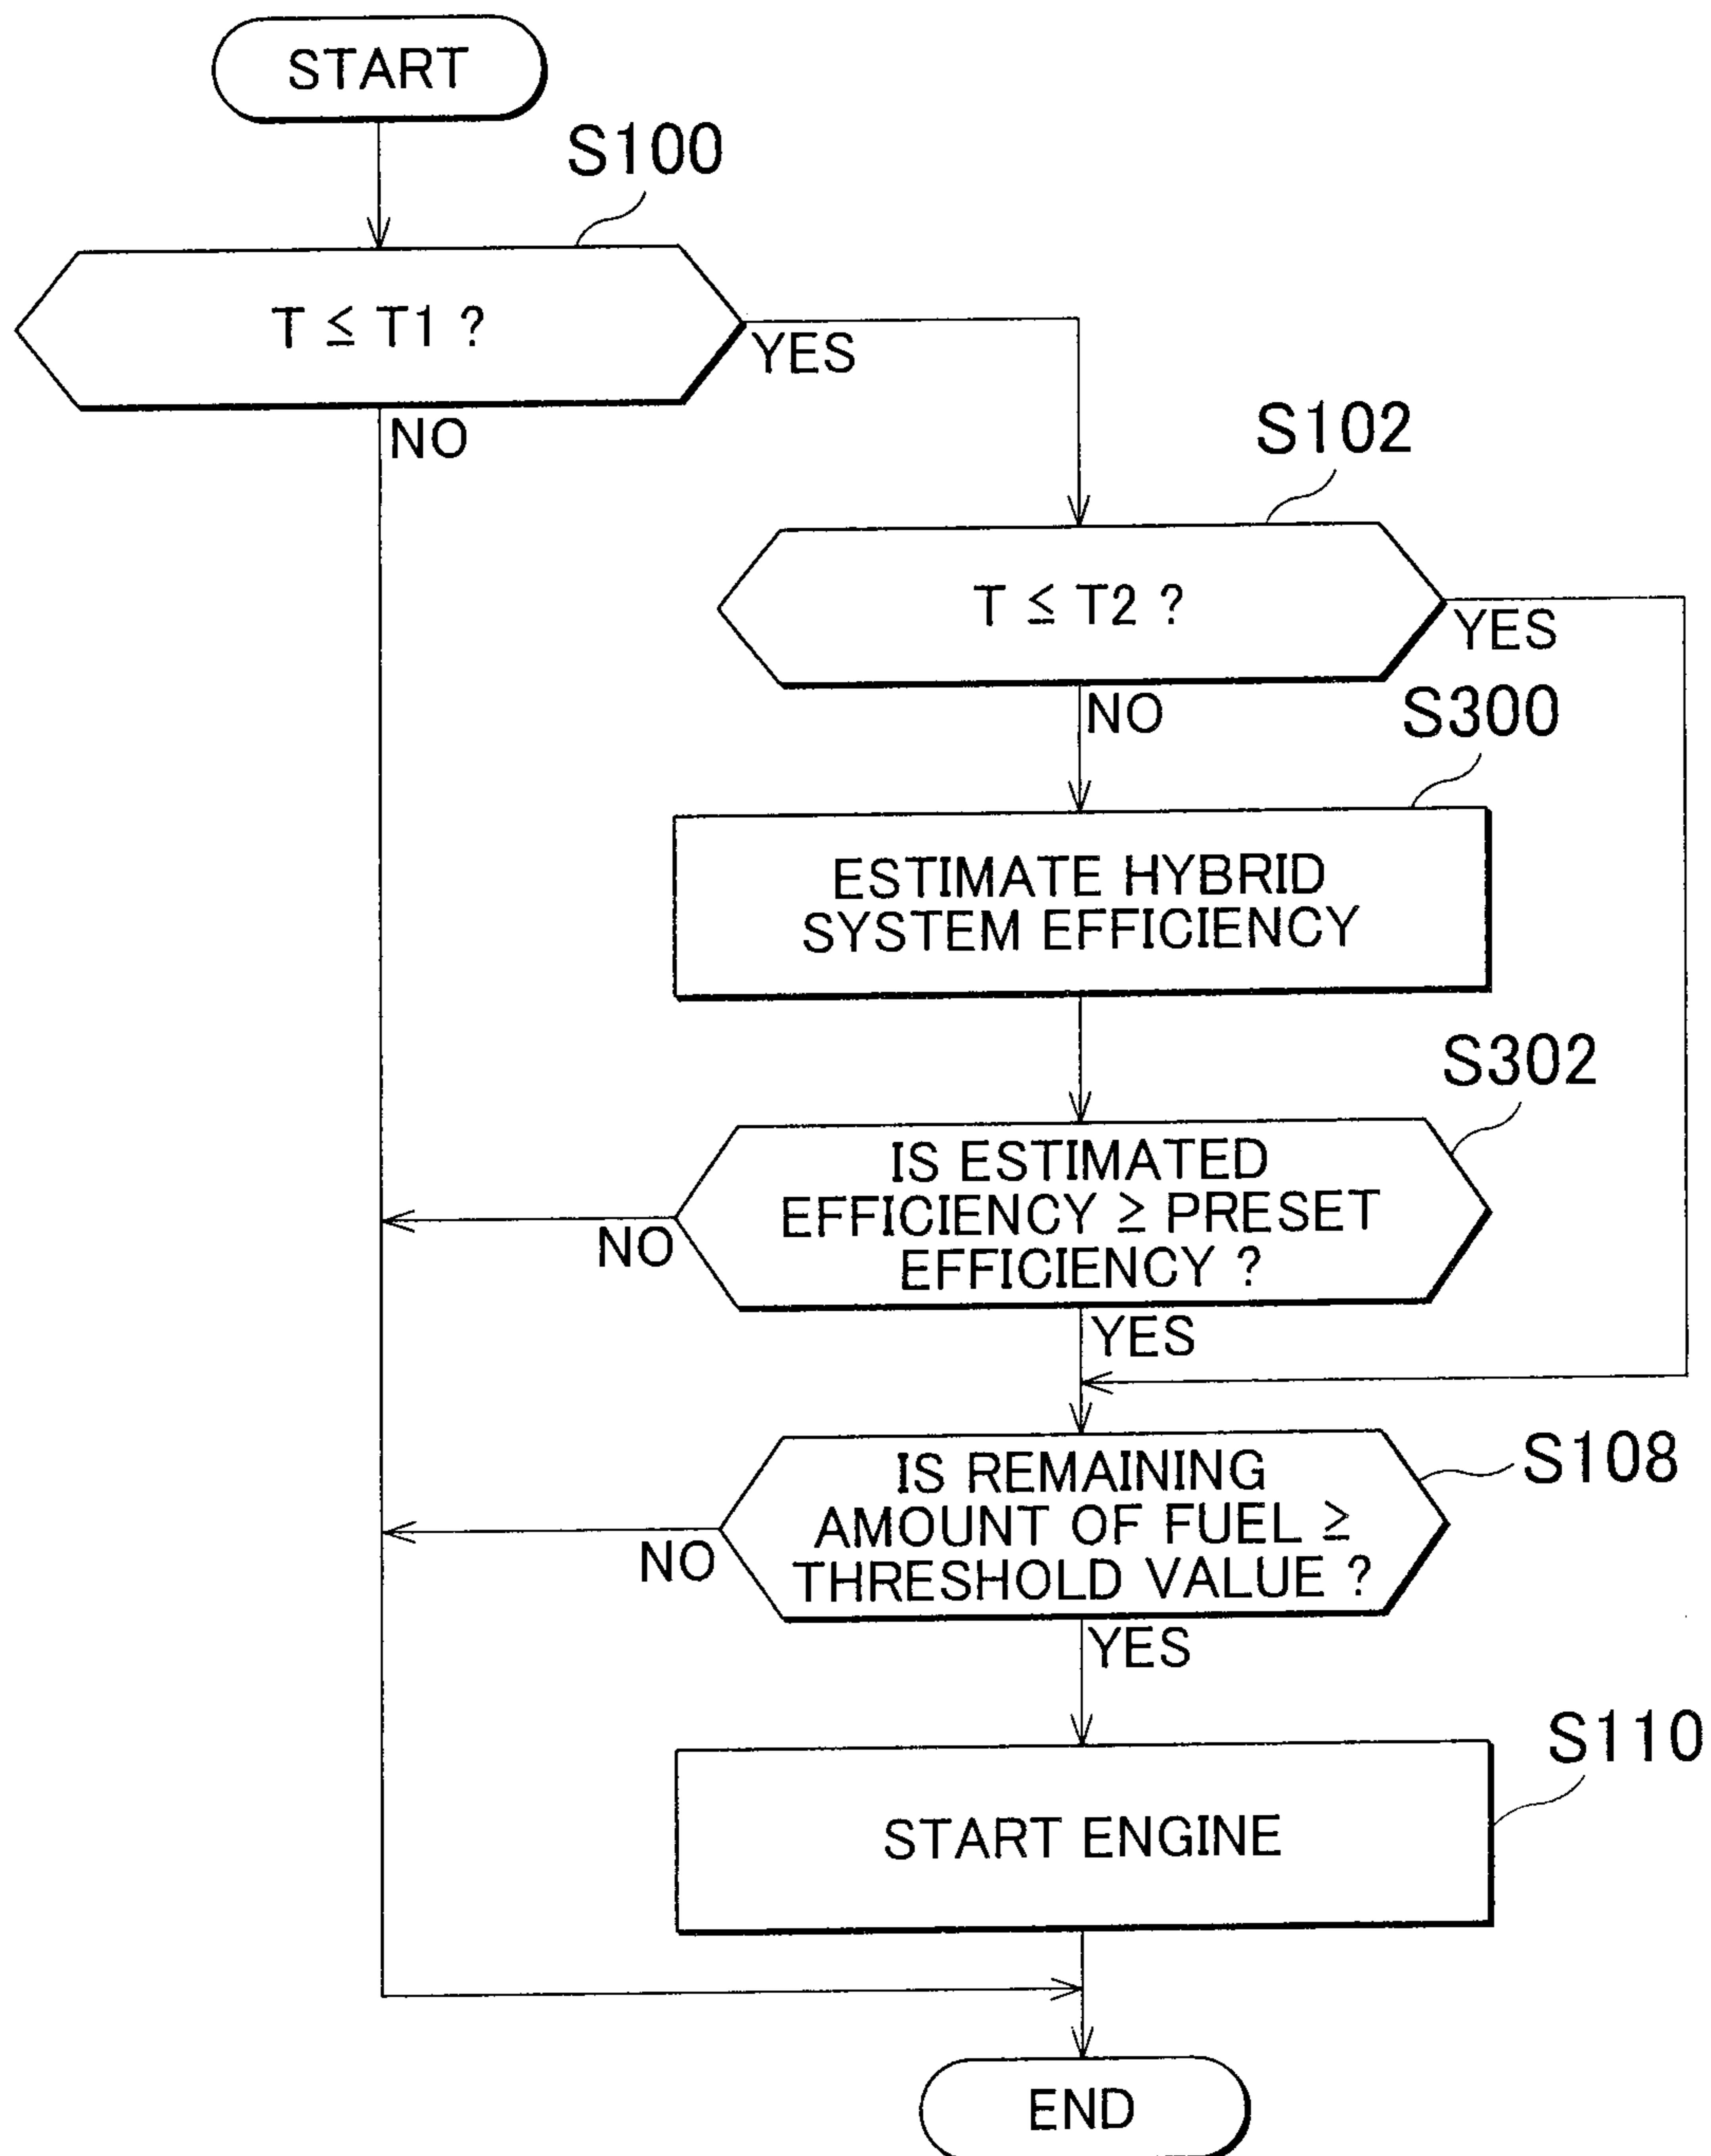 START
S100
T ≤ T1 ?
YES
NO
S102
T ≤ T2 ?
YES
NO
S300
ESTIMATE HYBRID
SYSTEM EFFICIENCY
S302
IS ESTIMATED
EFFICIENCY ≥ PRESET
EFFICIENCY ?
NO
YES
IS REMAINING
AMOUNT OF FUEL ≥
THRESHOLD VALUE ?
S108
NO
YES
S110
START ENGINE
END